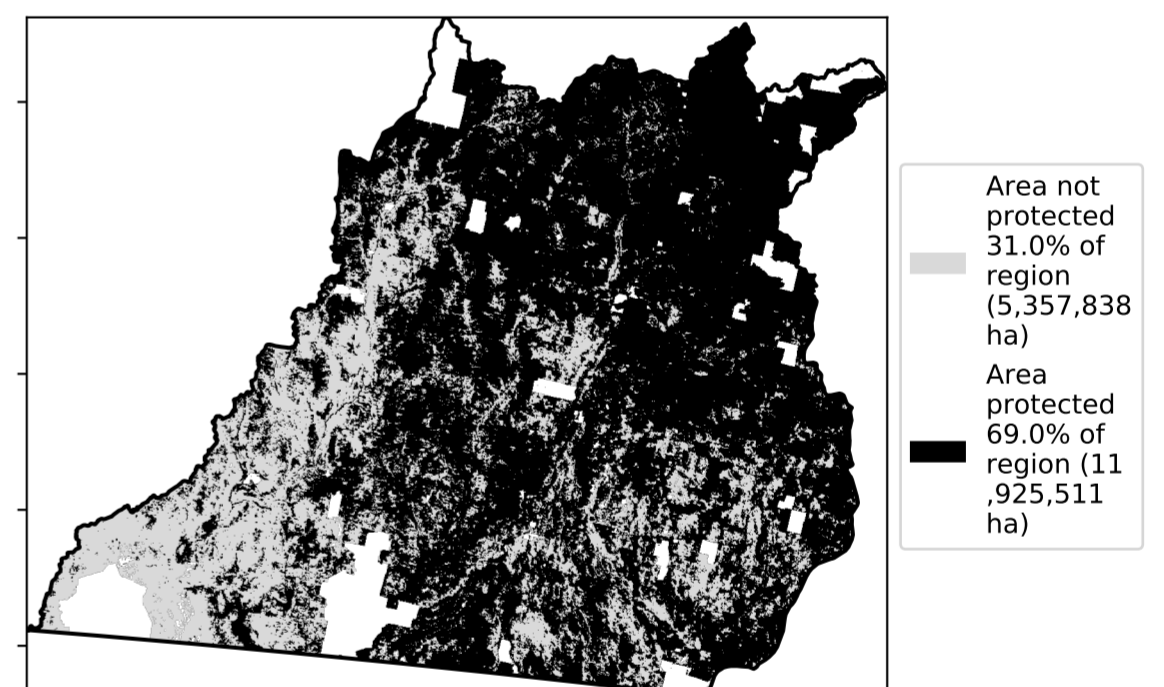 Area not
protected
31.0% of
region
(5,357,838
ha)
Area
protected
69.0% of
region (11
,925,511
ha)